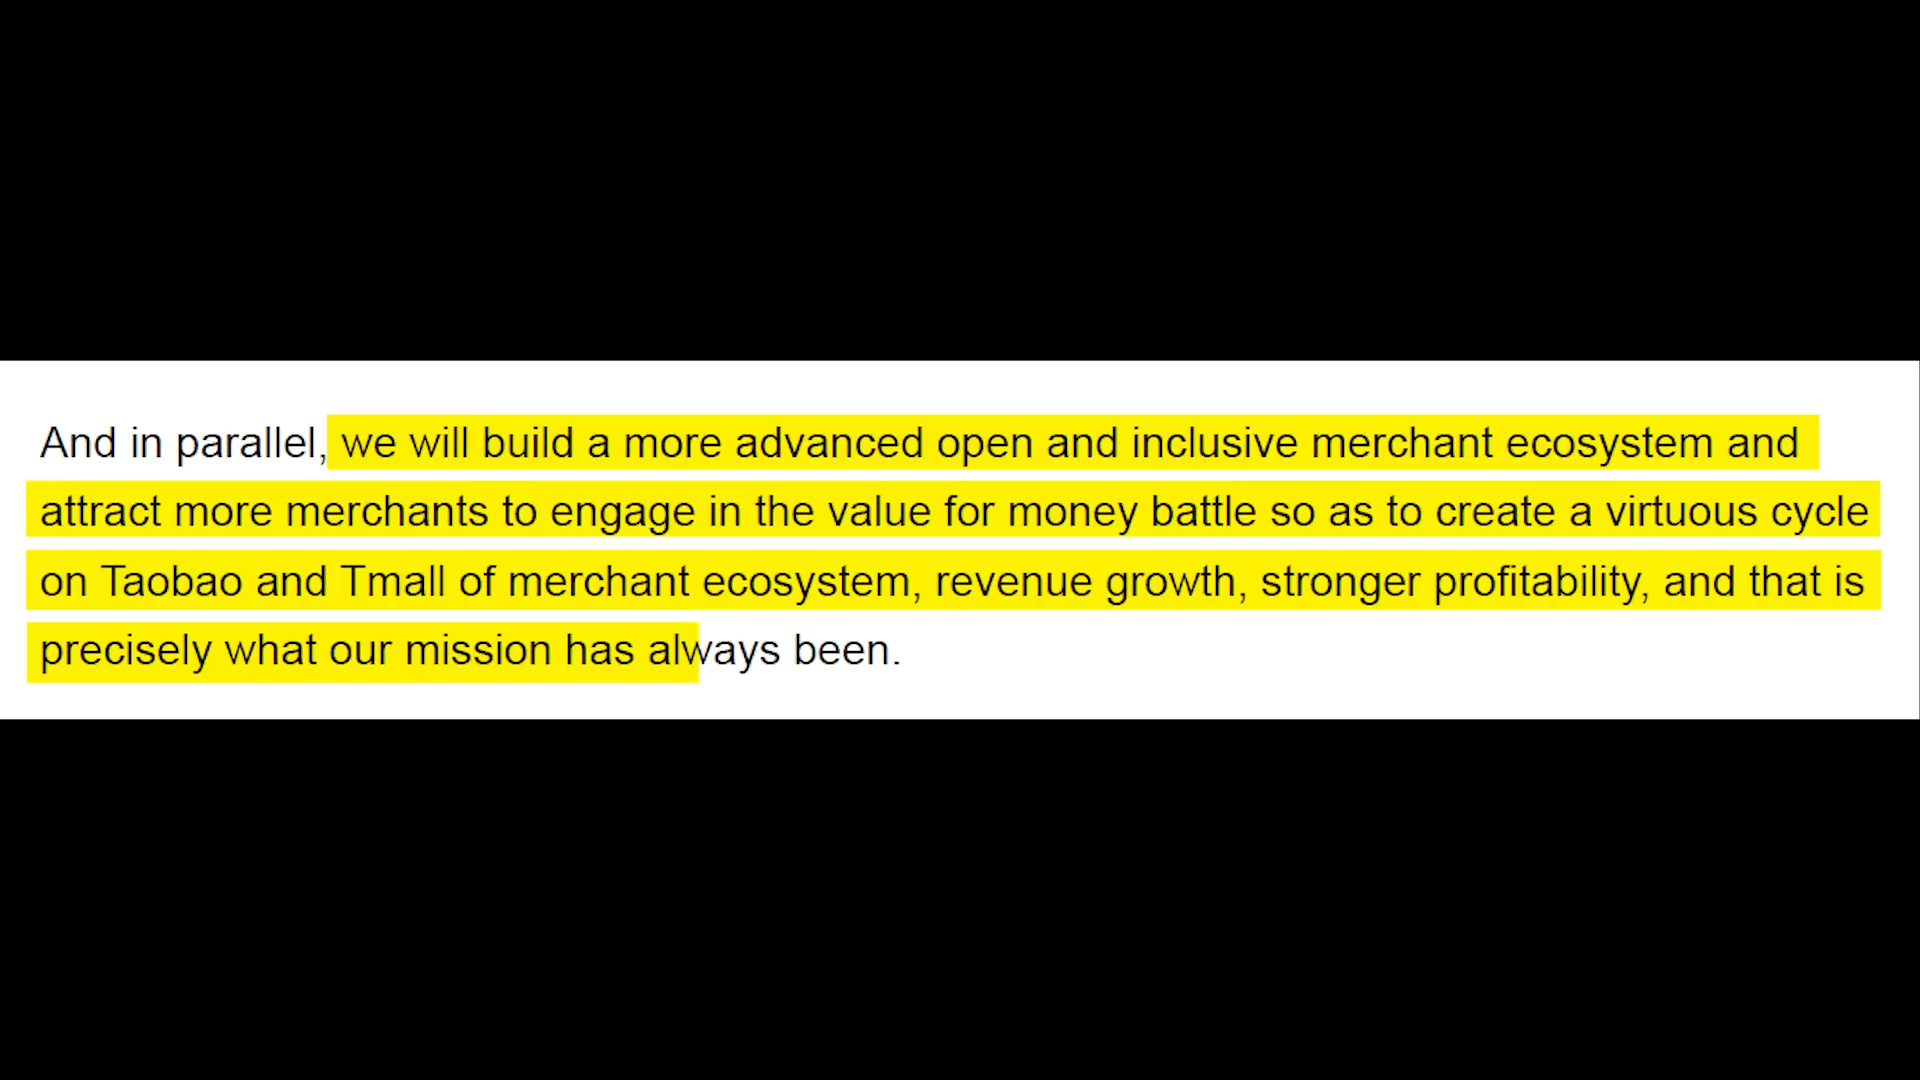 And in parallel, we will build a more advanced open and inclusive merchant ecosystem and
attract more merchants to engage in the value for money battle so as to create a virtuous cycle
on Taobao and Tmall of merchant ecosystem, revenue growth, stronger profitability, and that is
precisely what our mission has always been.